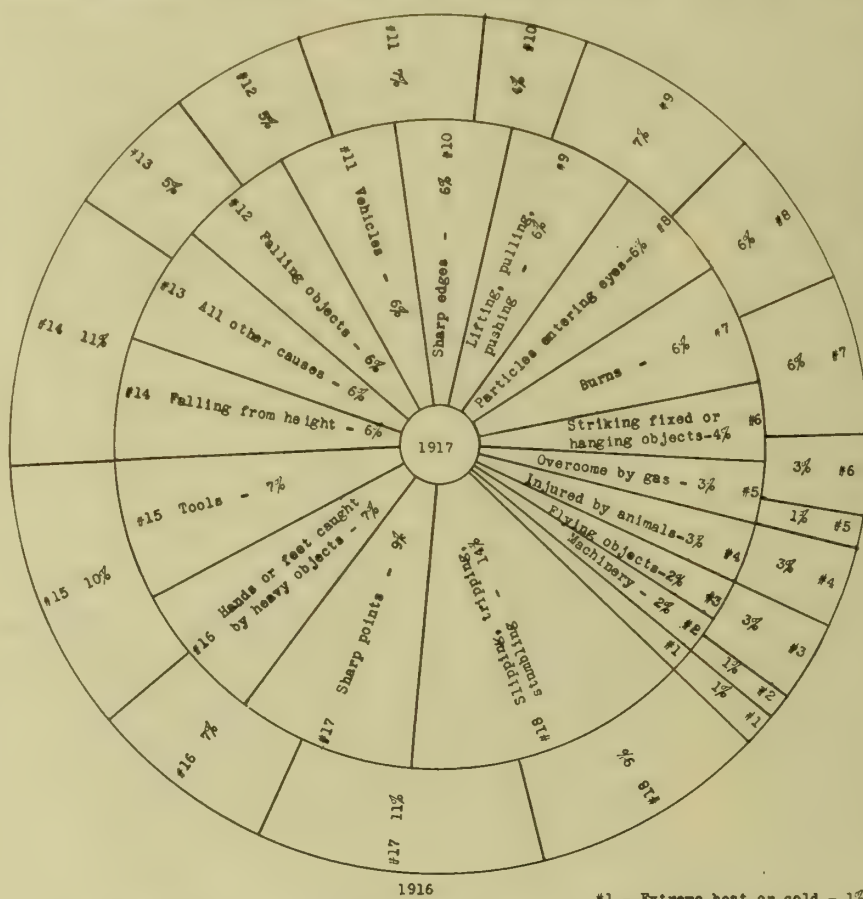 #11 7%
#10 4%
#9 7%
#8 6%
#7 6%
#6 3%
#5 1%
#4 3%
#3 3%
#2 1%
#1 1%
#18 9%
#17 11%
#16 7%
#15 10%
#14 11%
#13 5%
#12 5%
#11 Vehicles - 6%
#10 Sharp edges - 6%
#9 Lifting, pulling,
pushing - 6%
#8 Particles entering eyes-6%
#7 Burns - 6%
#6 Striking fixed or
hanging objects-4%
#5 Overcome by gas - 3%
#4 Injured by animals-3%
#3 Flying objects-2%
#2 Machinery - 2%
#1
#18 Slipping, tripping,
stumbling - 14%
#17 Sharp points - 9%
#16 Hands or feet caught
by heavy objects - 7%
#15 Tools - 7%
#14 Falling from height - 6%
#13 All other causes - 6%
#12 Falling objects - 6%
1917
1916
#1 Extreme heat or cold - 1%